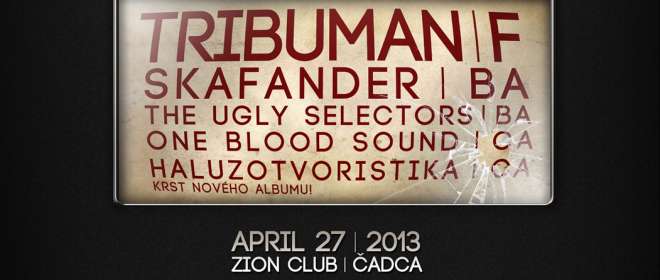 TRIBUMAN | F
SKAFANDER | BA
THE UGLY SELECTORS | BA
ONE BLOOD SOUND | CA
HALUZOTVORISTIKA | CA
KRST NOVÉHO ALBUMU!
APRIL 27 | 2013
ZION CLUB | ČADCA